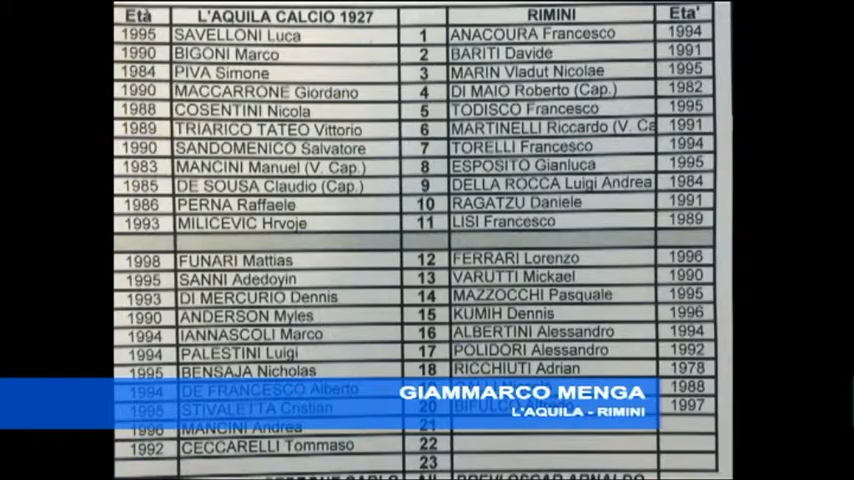 Età L'AQUILA CALCIO 1927 RIMINI Eta'
1995 SAVELLONI Luca 1 ANACOURA Francesco 1994
1990 BIGONI Marco 2 BARITI Davide 1991
1984 PIVA Simone 3 MARIN Vladut Nicolae 1995
1990 MACCARRONE Giordano 4 DI MAIO Roberto (Cap.) 1982
1988 COSENTINI Nicola 5 TODISCO Francesco 1995
1989 TRIARICO TATEO Vittorio 6 MARTINELLI Riccardo (V. Ca 1991
1990 SANDOMENICO Salvatore 7 TORELLI Francesco 1994
1983 MANCINI Manuel (V. Cap.) 8 ESPOSITO Gianluca 1995
1985 DE SOUSA Claudio (Cap.) 9 DELLA ROCCA Luigi Andrea 1984
1986 PERNA Raffaele 10 RAGATZU Daniele 1991
1993 MILICEVIC Hrvoje 11 LISI Francesco 1989
1998 FUNARI Mattias 12 FERRARI Lorenzo 1996
1995 SANNI Adedoyin 13 VARUTTI Mickael 1990
1993 DI MERCURIO Dennis 14 MAZZOCCHI Pasquale 1995
1990 ANDERSON Myles 15 KUMIH Dennis 1996
1994 IANNASCOLI Marco 16 ALBERTINI Alessandro 1994
1994 PALESTINI Luigi 17 POLIDORI Alessandro 1992
1995 BENSAJA Nicholas 18 RICCHIUTI Adrian 1978
1994 DE FRANCESCO Alberto 1988
1995 STIVALETTA Cristian 20 BIFULCO Alfredo 1997
1996 MANCINI Andrea 21
1992 CECCARELLI Tommaso 22
23
GIAMMARCO MENGA
L'AQUILA - RIMINI